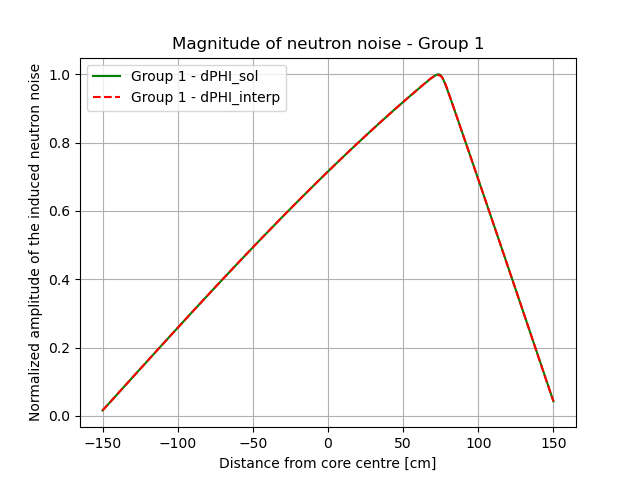 Magnitude of neutron noise - Group 1
Normalized amplitude of the induced neutron noise
1.0
0.8
0.6
0.4
0.2
0.0
Group 1 - dPHI_sol
Group 1 - dPHI_interp
−150
−100
−50
0
50
100
150
Distance from core centre [cm]